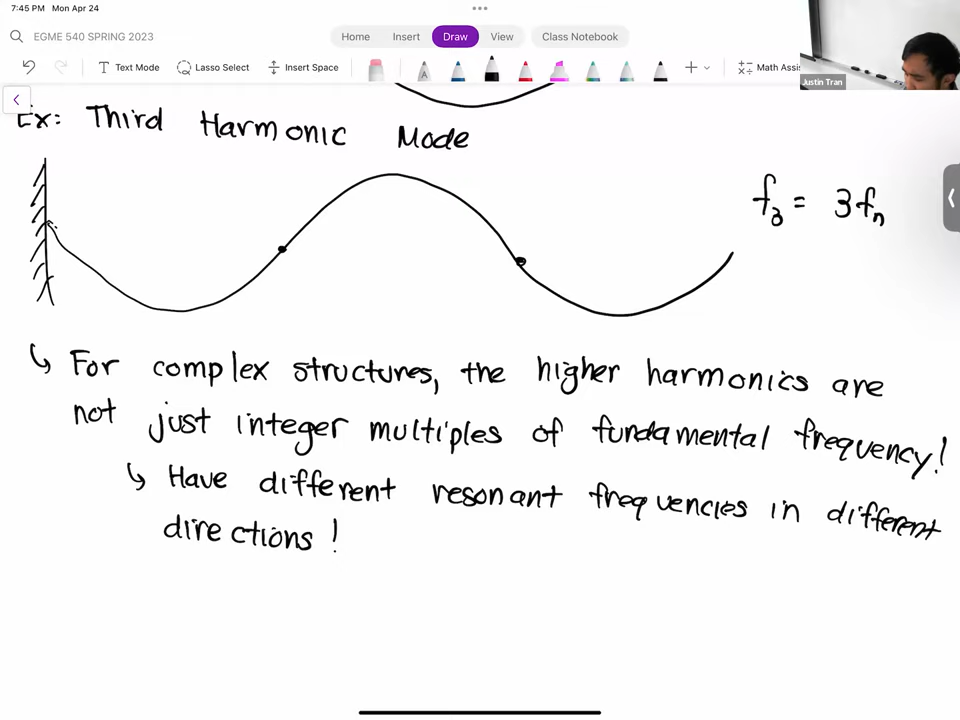 7:45 PM Mon Apr 24
EGME 540 SPRING 2023
Home Insert Draw View Class Notebook
Text Mode Lasso Select Insert Space Math Assis
Justin Tran
Ex: Third Harmonic Mode
f3 = 3fn
↳ For complex structures, the higher harmonics are
not just integer multiples of fundamental frequency!
↳ Have different resonant frequencies in different
directions!